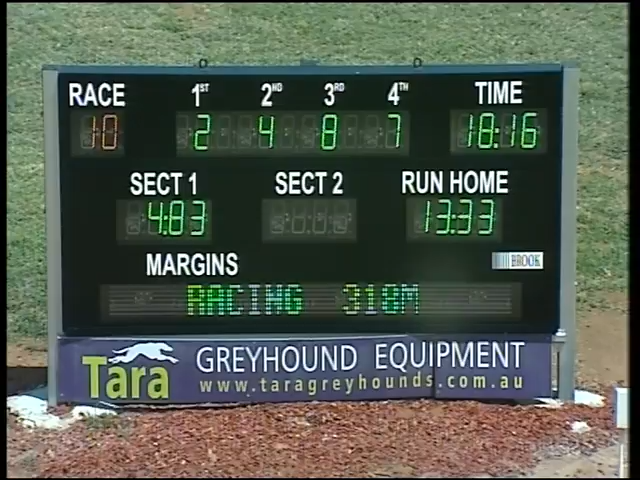 RACE 1ST 2ND 3RD 4TH TIME
10 2 4 8 7 18:16
SECT 1 SECT 2 RUN HOME
4:83 13:33
MARGINS
BROOK
RACING 318M
Tara GREYHOUND EQUIPMENT
www.taragreyhounds.com.au